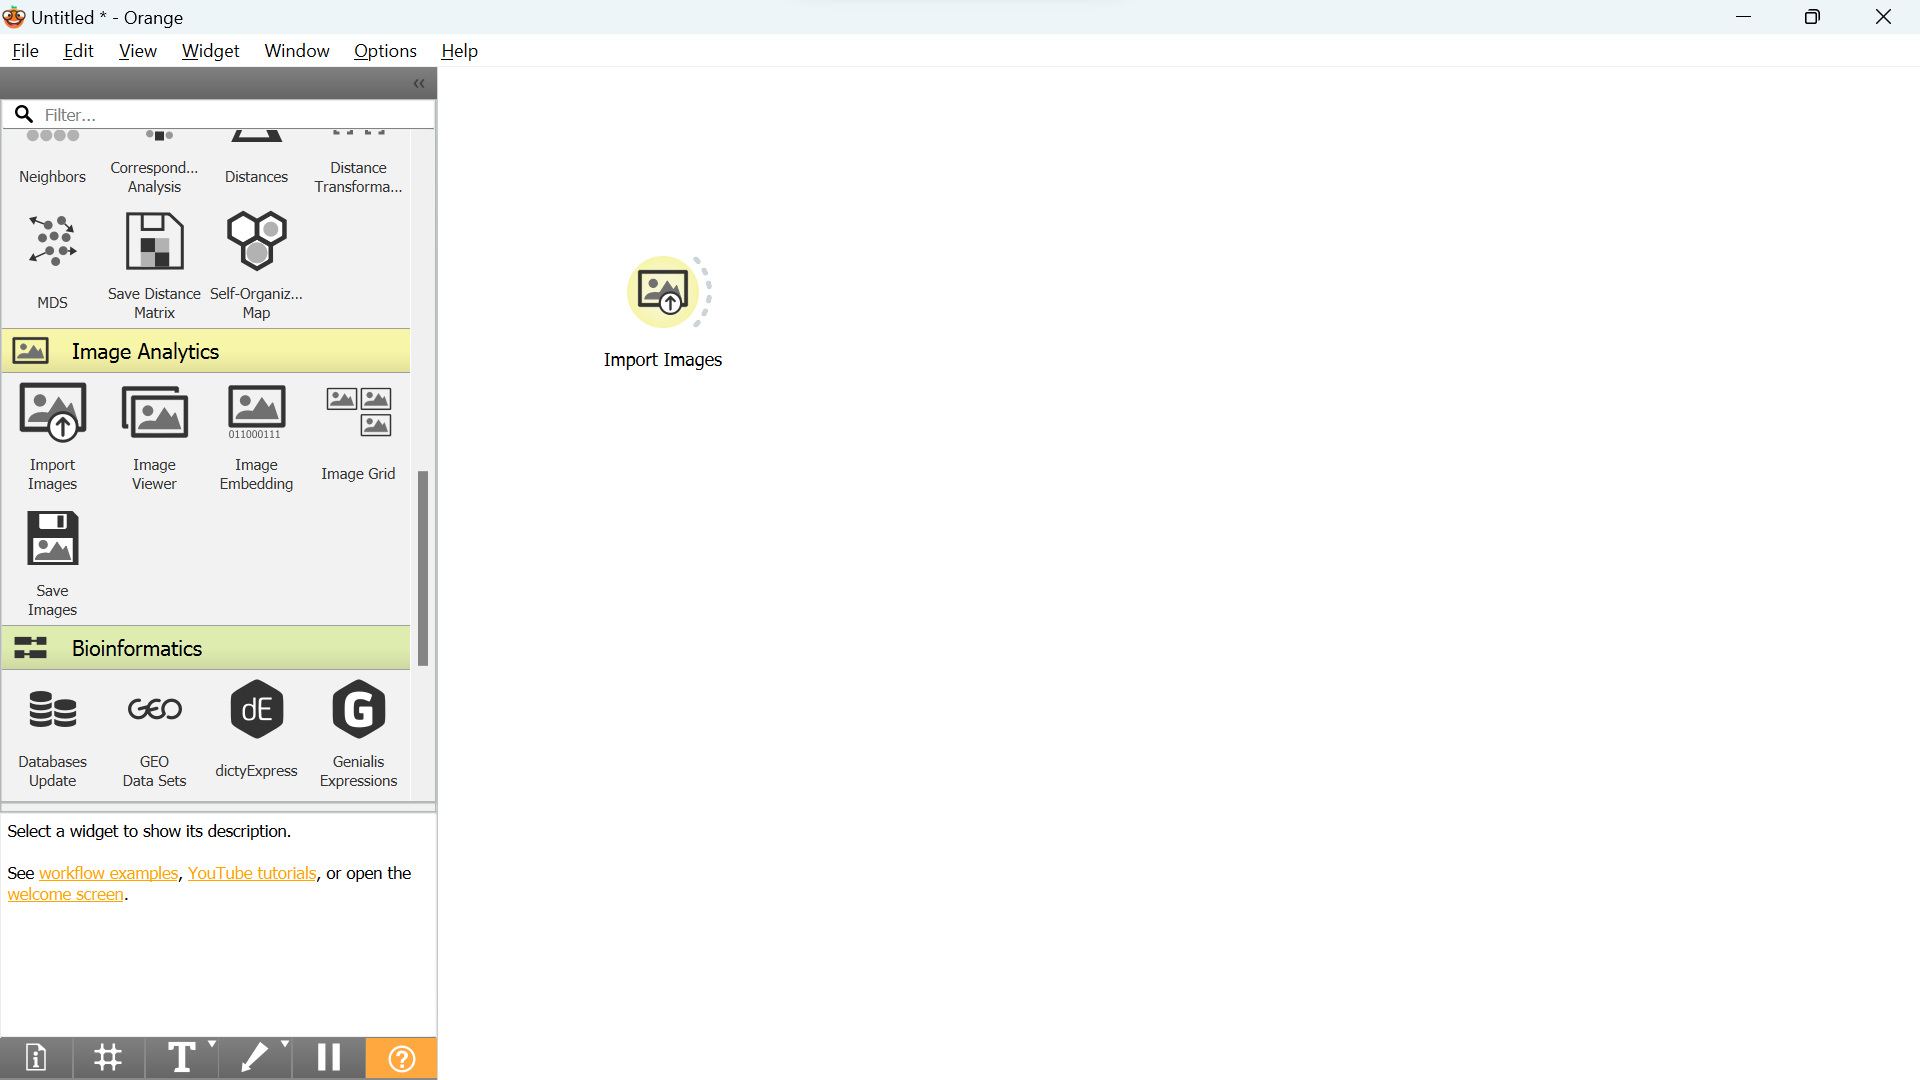 Untitled * - Orange
File Edit View Widget Window Options Help
Filter...
Neighbors
Correspond...
Analysis
Distances
Distance
Transforma...
MDS
Save Distance
Matrix
Self-Organiz...
Map
Image Analytics
011000111
Import
Images
Image
Viewer
Image
Embedding
Image Grid
Save
Images
Bioinformatics
GEO
dE
G
Databases
Update
GEO
Data Sets
dictyExpress
Genialis
Expressions
Select a widget to show its description.
See workflow examples, YouTube tutorials, or open the
welcome screen.
T
Import Images